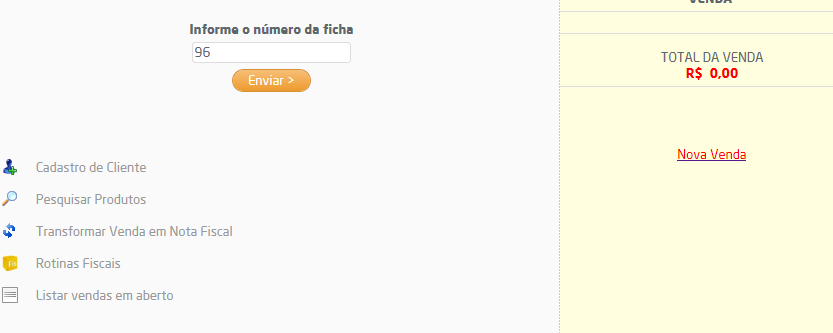 VENDA
Informe o número da ficha
96
Enviar >
TOTAL DA VENDA
R$ 0,00
Nova Venda
Cadastro de Cliente
Pesquisar Produtos
Transformar Venda em Nota Fiscal
Rotinas Fiscais
Listar vendas em aberto